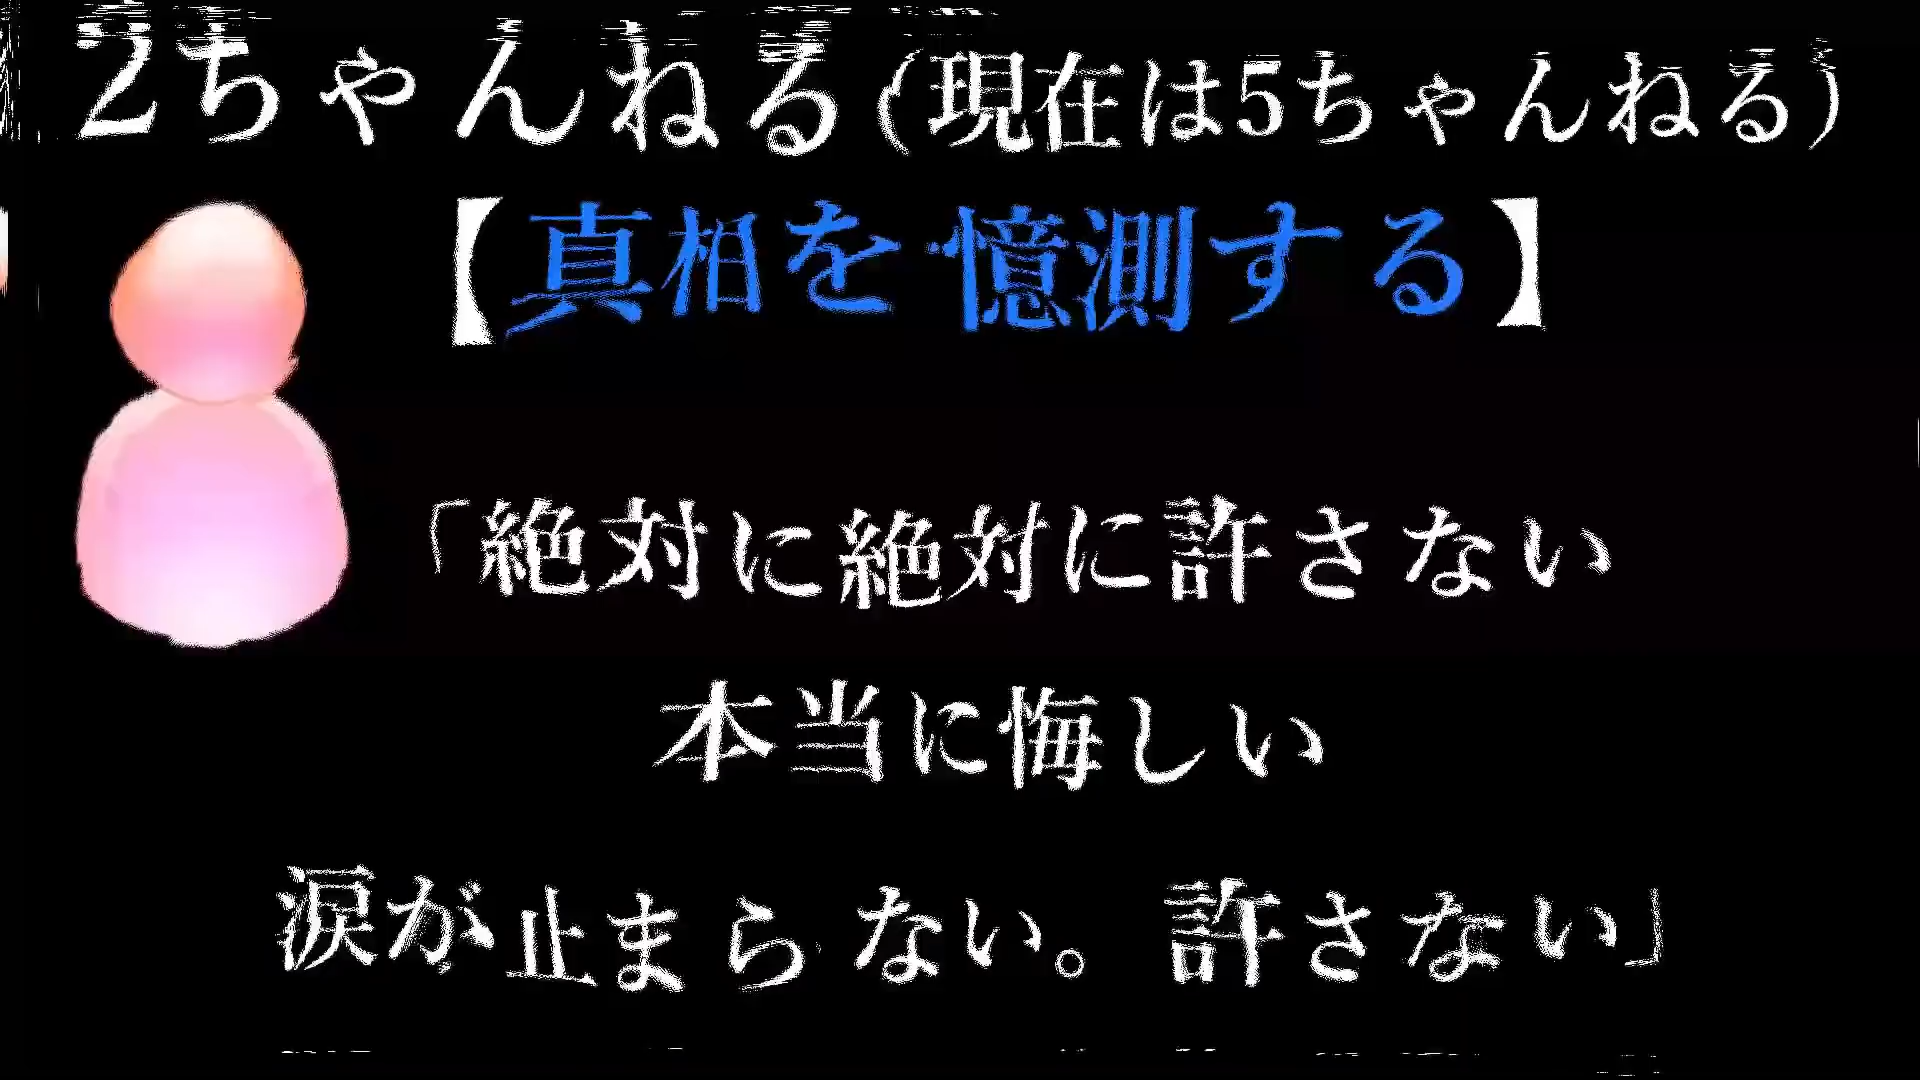 2ちゃんねる(現在は5ちゃんねる)
【真相を憶測する】
「絶対に絶対に許さない
本当に悔しい
涙が止まらない。許さない」